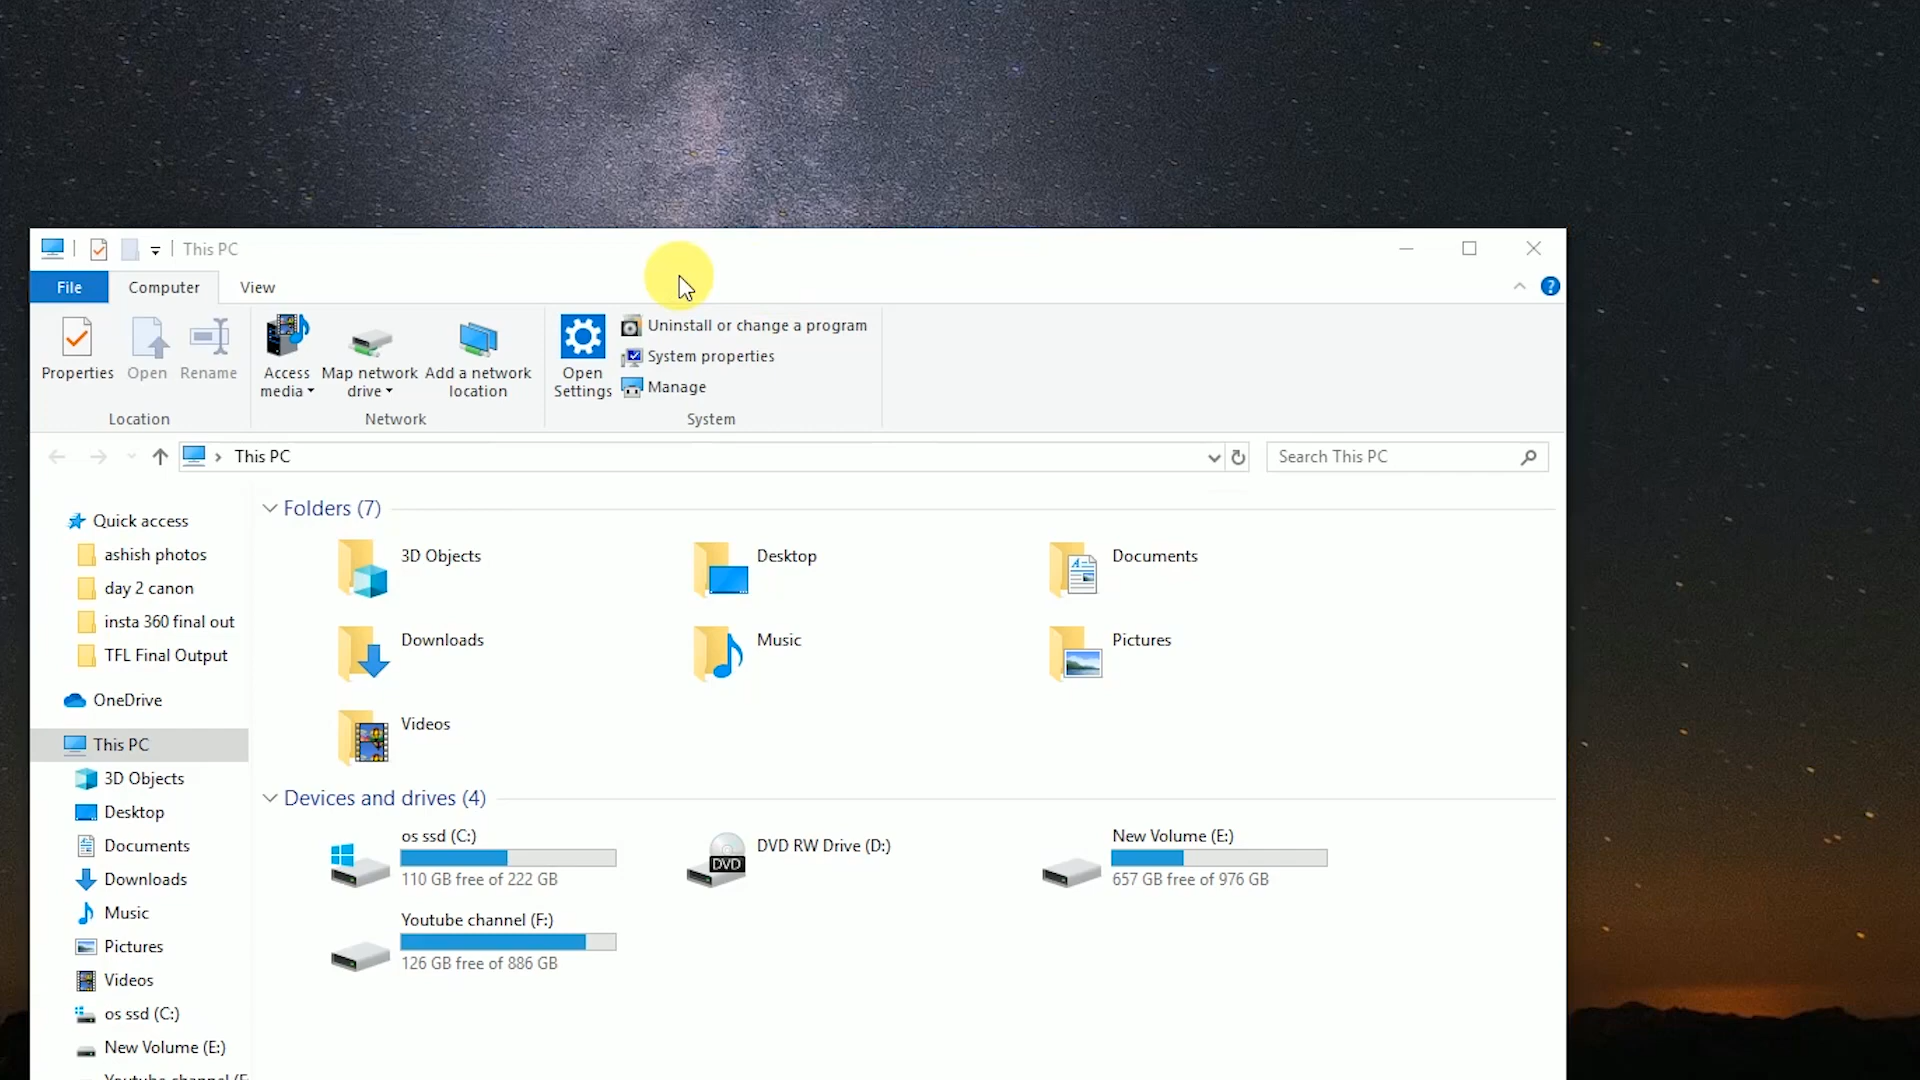 This PC
File
Computer
View
Properties
Open
Rename
Access media
Map network drive
Add a network location
Open Settings
Uninstall or change a program
System properties
Manage
Location
Network
System
This PC
Search This PC
Quick access
ashish photos
day 2 canon
insta 360 final out
TFL Final Output
OneDrive
This PC
3D Objects
Desktop
Documents
Downloads
Music
Pictures
Videos
os ssd (C:)
New Volume (E:)
Youtube channel (F
Folders (7)
3D Objects
Desktop
Documents
Downloads
Music
Pictures
Videos
Devices and drives (4)
os ssd (C:)
110 GB free of 222 GB
DVD
DVD RW Drive (D:)
New Volume (E:)
657 GB free of 976 GB
Youtube channel (F:)
126 GB free of 886 GB